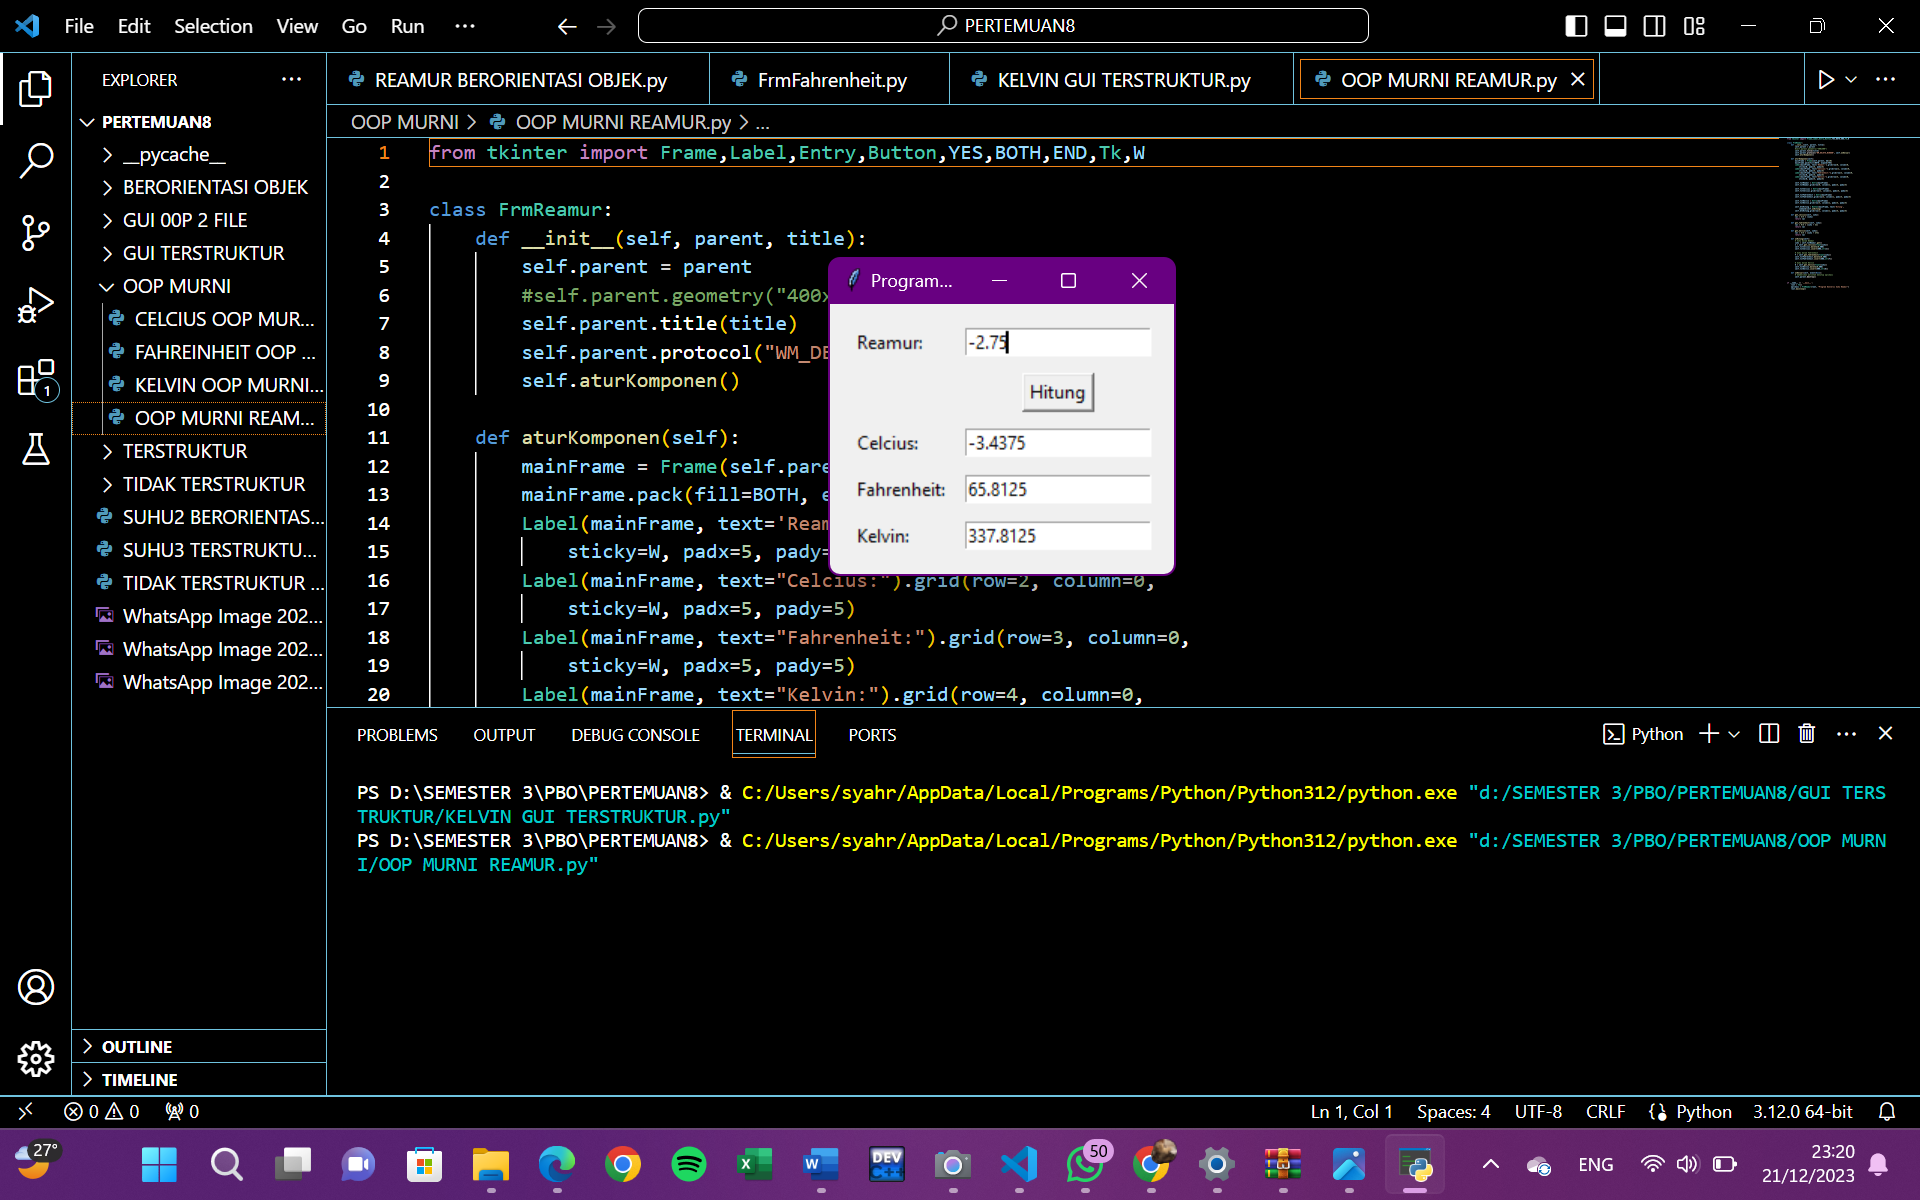 File Edit Selection View Go Run ...
PERTEMUAN8
EXPLORER ...
REAMUR BERORIENTASI OBJEK.py FrmFahrenheit.py KELVIN GUI TERSTRUKTUR.py OOP MURNI REAMUR.py
OOP MURNI > OOP MURNI REAMUR.py > ...
PERTEMUAN8
__pycache__
BERORIENTASI OBJEK
GUI 00P 2 FILE
GUI TERSTRUKTUR
OOP MURNI
CELCIUS OOP MUR...
FAHREINHEIT OOP ...
KELVIN OOP MURNI...
OOP MURNI REAM...
TERSTRUKTUR
TIDAK TERSTRUKTUR
SUHU2 BERORIENTAS...
SUHU3 TERSTRUKTU...
TIDAK TERSTRUKTUR ...
WhatsApp Image 202...
WhatsApp Image 202...
WhatsApp Image 202...
OUTLINE
TIMELINE
1
1 from tkinter import Frame,Label,Entry,Button,YES,BOTH,END,Tk,W
2
3 class FrmReamur:
4 def __init__(self, parent, title):
5 self.parent = parent
6 #self.parent.geometry("400x
7 self.parent.title(title)
8 self.parent.protocol("WM_DE
9 self.aturKomponen()
10
11 def aturKomponen(self):
12 mainFrame = Frame(self.pare
13 mainFrame.pack(fill=BOTH, e
14 Label(mainFrame, text='Ream
15 sticky=W, padx=5, pady=
16 Label(mainFrame, text="Celcius:").grid(row=2, column=0,
17 sticky=W, padx=5, pady=5)
18 Label(mainFrame, text="Fahrenheit:").grid(row=3, column=0,
19 sticky=W, padx=5, pady=5)
20 Label(mainFrame, text="Kelvin:").grid(row=4, column=0,
Program...
Reamur: -2.75
Hitung
Celcius: -3.4375
Fahrenheit: 65.8125
Kelvin: 337.8125
PROBLEMS OUTPUT DEBUG CONSOLE TERMINAL PORTS
Python
PS D:\SEMESTER 3\PBO\PERTEMUAN8> & C:/Users/syahr/AppData/Local/Programs/Python/Python312/python.exe "d:/SEMESTER 3/PBO/PERTEMUAN8/GUI TERS
TRUKTUR/KELVIN GUI TERSTRUKTUR.py"
PS D:\SEMESTER 3\PBO\PERTEMUAN8> & C:/Users/syahr/AppData/Local/Programs/Python/Python312/python.exe "d:/SEMESTER 3/PBO/PERTEMUAN8/OOP MURN
I/OOP MURNI REAMUR.py"
0 0 0 Ln 1, Col 1 Spaces: 4 UTF-8 CRLF Python 3.12.0 64-bit
27°
DEV C++
50
ENG
23:20
21/12/2023